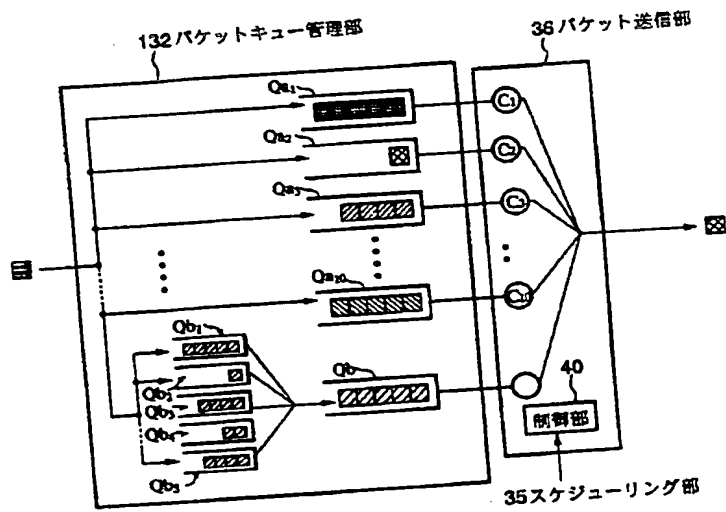 132パケットキュー管理部
36パケット送信部
Qa1
C1
Qa2
C2
Qa3
C3
Qa10
C10
Qb1
Qb2
Qb3
Qb4
Qb5
Qb
40
制御部
35スケジューリング部